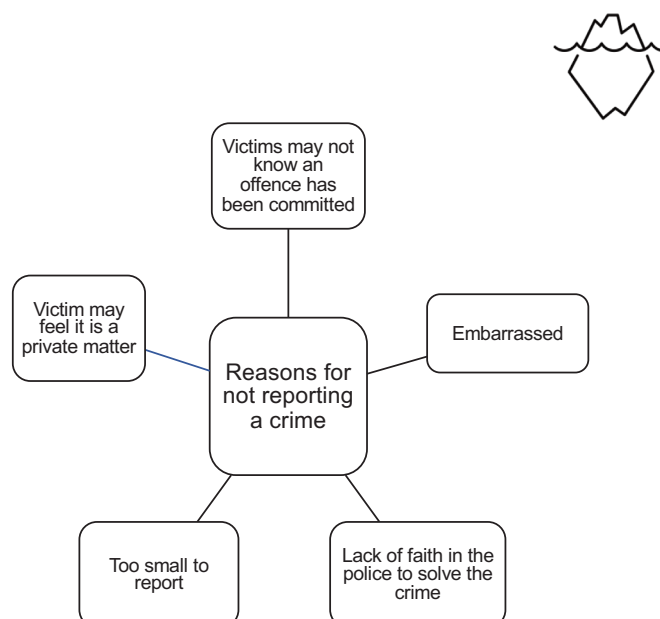 Victims may not
know an
offence has
been committed
Victim may
feel it is a
private matter
Embarrassed
Reasons for
not reporting
a crime
Too small to
report
Lack of faith in the
police to solve the
crime